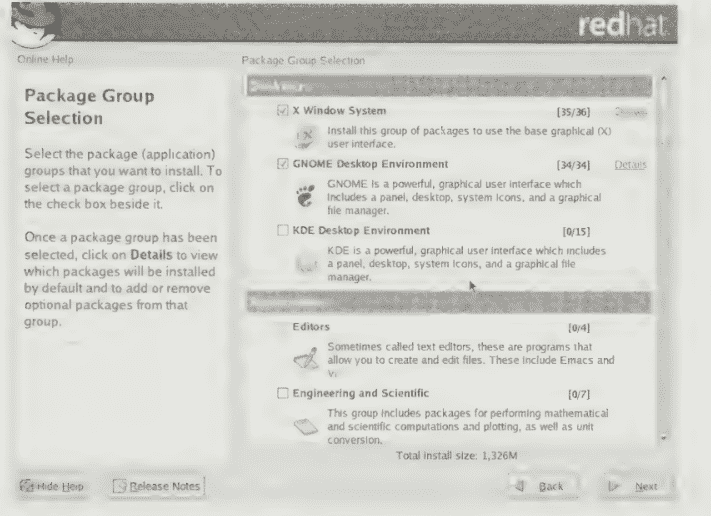 redhat
Online Help
Package Group Selection
Package Group
Selection
Select the package (application)
groups that you want to install. To
select a package group, click on
the check box beside it.
Once a package group has been
selected, click on Details to view
which packages will be installed
by default and to add or remove
optional packages from that
group.
X Window System [35/36]
Install this group of packages to use the base graphical (X)
user interface.
GNOME Desktop Environment [34/34] Details
GNOME is a powerful, graphical user interface which
includes a panel, desktop, system icons, and a graphical
file manager.
KDE Desktop Environment [0/15]
KDE is a powerful, graphical user interface which includes
a panel, desktop, system icons, and a graphical file
manager.
Editors [0/4]
Sometimes called text editors, these are programs that
allow you to create and edit files. These include Emacs and
Engineering and Scientific [0/7]
This group includes packages for performing mathematical
and scientific computations and plotting, as well as unit
conversion.
Total install size: 1,326M
Hide Help Release Notes Back Next